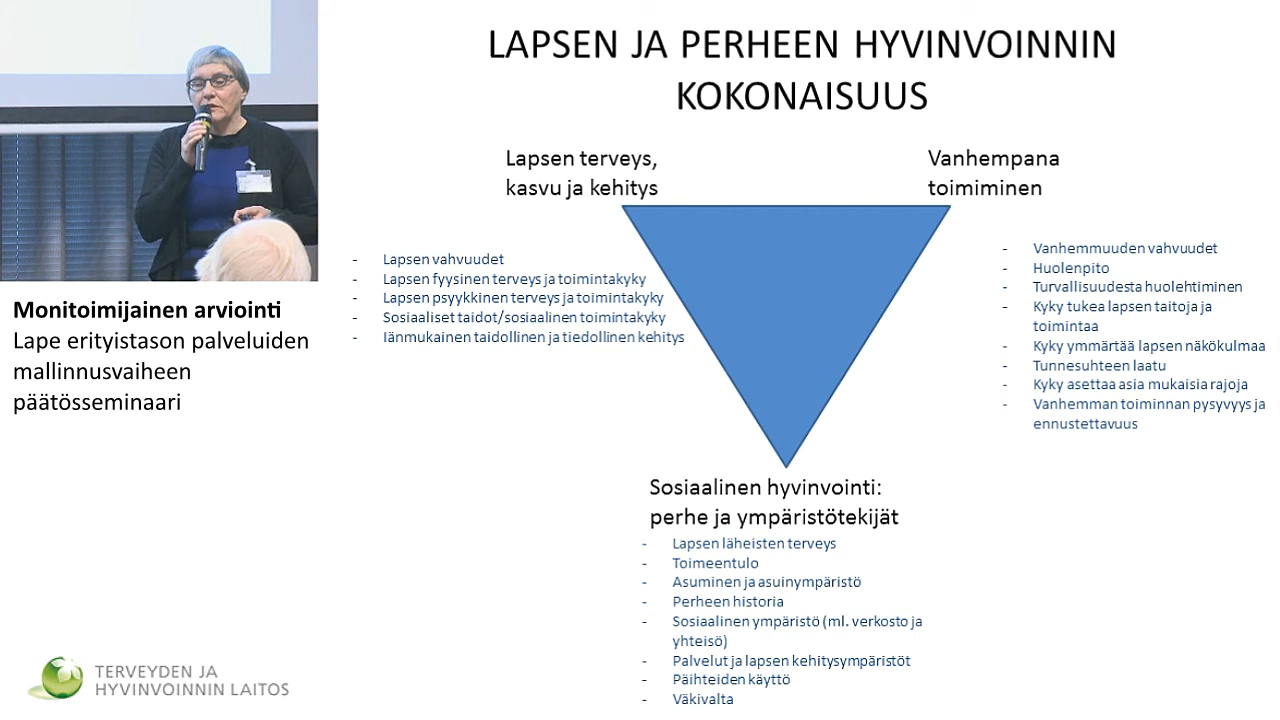 LAPSEN JA PERHEEN HYVINVOINNIN
KOKONAISUUS
Lapsen terveys,
kasvu ja kehitys
- Lapsen vahvuudet
- Lapsen fyysinen terveys ja toimintakyky
- Lapsen psyykkinen terveys ja toimintakyky
- Sosiaaliset taidot/sosiaalinen toimintakyky
- Iänmukainen taidollinen ja tiedollinen kehitys
Vanhempana
toimiminen
- Vanhemmuuden vahvuudet
- Huolenpito
- Turvallisuudesta huolehtiminen
- Kyky tukea lapsen taitoja ja
toimintaa
- Kyky ymmärtää lapsen näkökulmaa
- Tunnesuhteen laatu
- Kyky asettaa asia mukaisia rajoja
- Vanhemman toiminnan pysyvyys ja
ennustettavuus
Sosiaalinen hyvinvointi:
perhe ja ympäristötekijät
- Lapsen läheisten terveys
- Toimeentulo
- Asuminen ja asuinympäristö
- Perheen historia
- Sosiaalinen ympäristö (ml. verkosto ja
yhteisö)
- Palvelut ja lapsen kehitysympäristöt
- Päihteiden käyttö
- Väkivalta
Monitoimijainen arviointi
Lape erityistason palveluiden
mallinnusvaiheen
päätösseminaari
TERVEYDEN JA
HYVINVOINNIN LAITOS